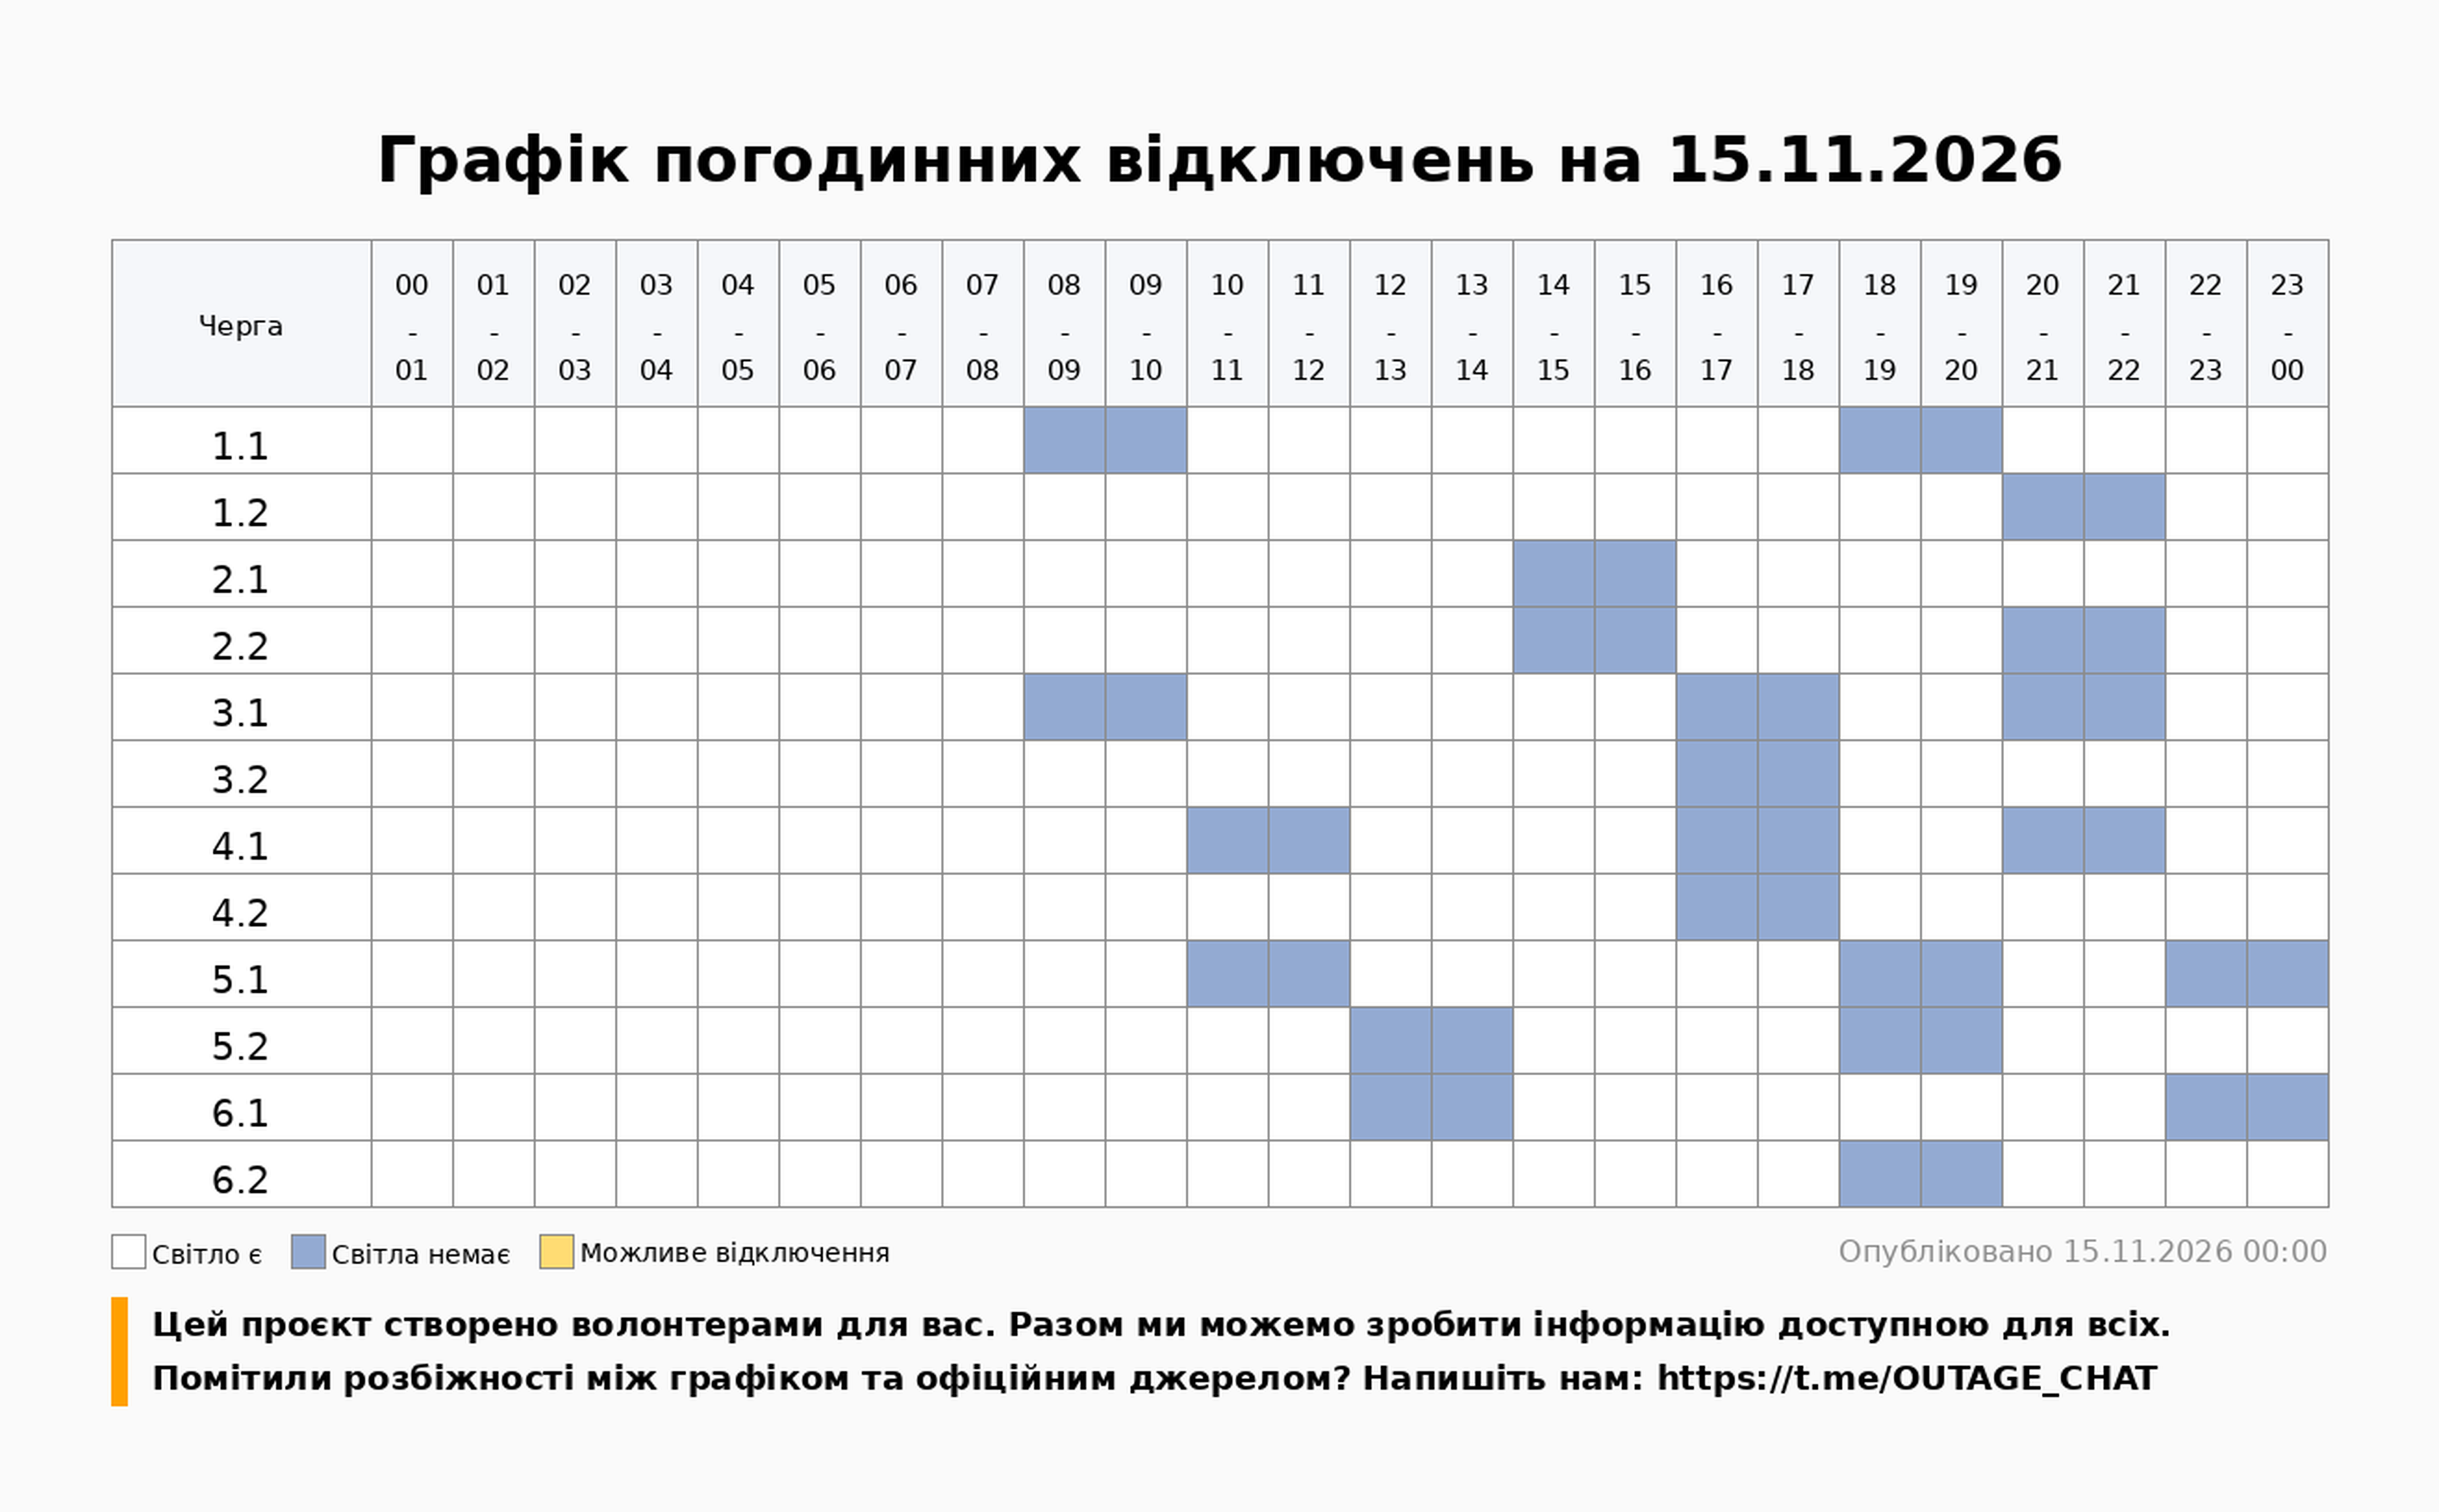 Графік погодинних відключень на 15.11.2026
Черга 00 - 01 01 - 02 02 - 03 03 - 04 04 - 05 05 - 06 06 - 07 07 - 08 08 - 09 09 - 10 10 - 11 11 - 12 12 - 13 13 - 14 14 - 15 15 - 16 16 - 17 17 - 18 18 - 19 19 - 20 20 - 21 21 - 22 22 - 23 23 - 00
1.1
1.2
2.1
2.2
3.1
3.2
4.1
4.2
5.1
5.2
6.1
6.2
Світло є Світла немає Можливе відключення Опубліковано 15.11.2026 00:00
Цей проєкт створено волонтерами для вас. Разом ми можемо зробити інформацію доступною для всіх.
Помітили розбіжності між графіком та офіційним джерелом? Напишіть нам: https://t.me/OUTAGE_CHAT